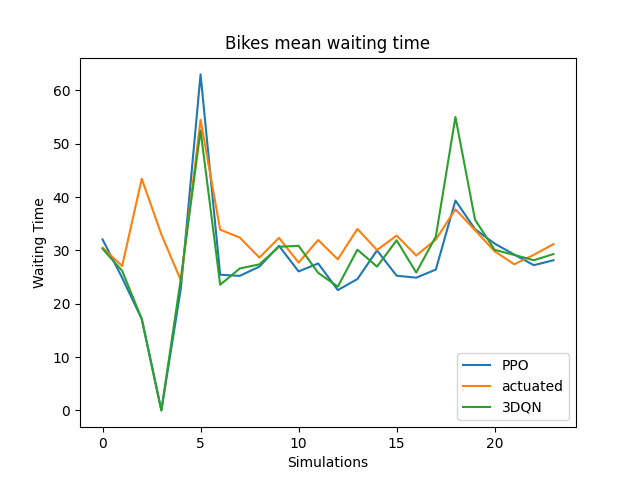 Bikes mean waiting time
Waiting Time
60
50
40
30
20
10
0
0 5 10 15 20
Simulations
PPO
actuated
3DQN